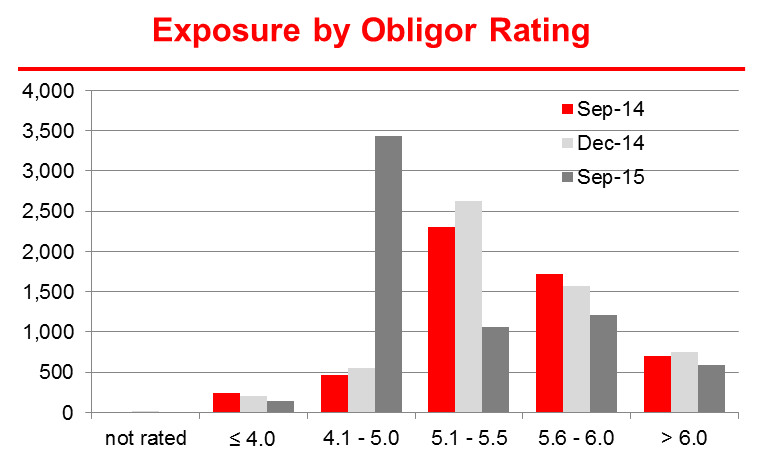 Exposure by Obligor Rating
4,000
3,500
3,000
2,500
2,000
1,500
1,000
500
0
Sep-14
Dec-14
Sep-15
not rated ≤ 4.0 4.1 - 5.0 5.1 - 5.5 5.6 - 6.0 > 6.0